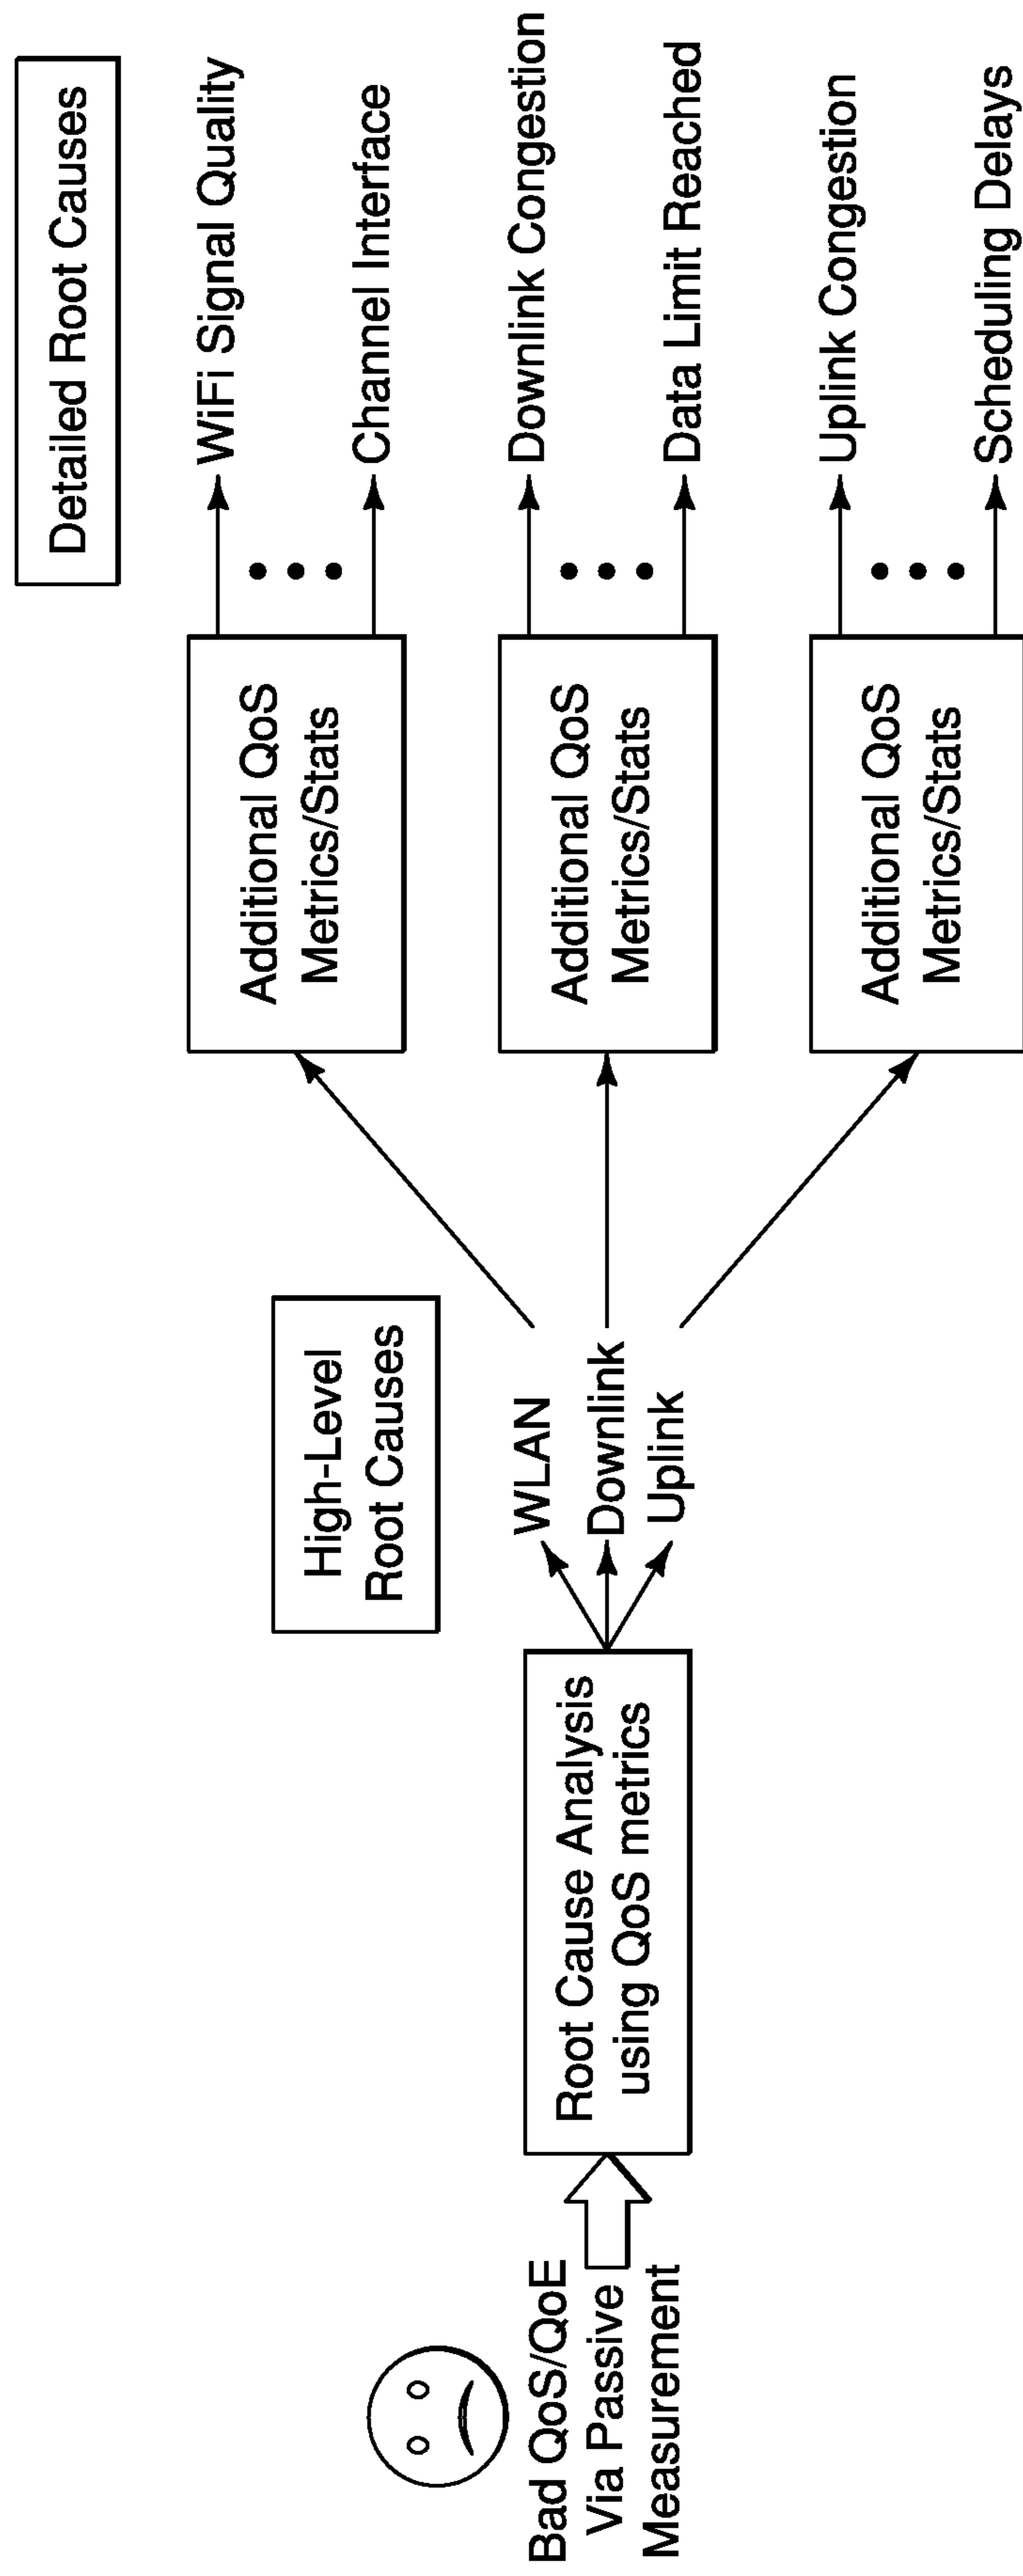 Bad QoS/QoE
Via Passive
Measurement
Root Cause Analysis
using QoS metrics
High-Level
Root Causes
WLAN
Downlink
Uplink
Additional QoS
Metrics/Stats
Additional QoS
Metrics/Stats
Additional QoS
Metrics/Stats
Detailed Root Causes
WiFi Signal Quality
Channel Interface
Downlink Congestion
Data Limit Reached
Uplink Congestion
Scheduling Delays